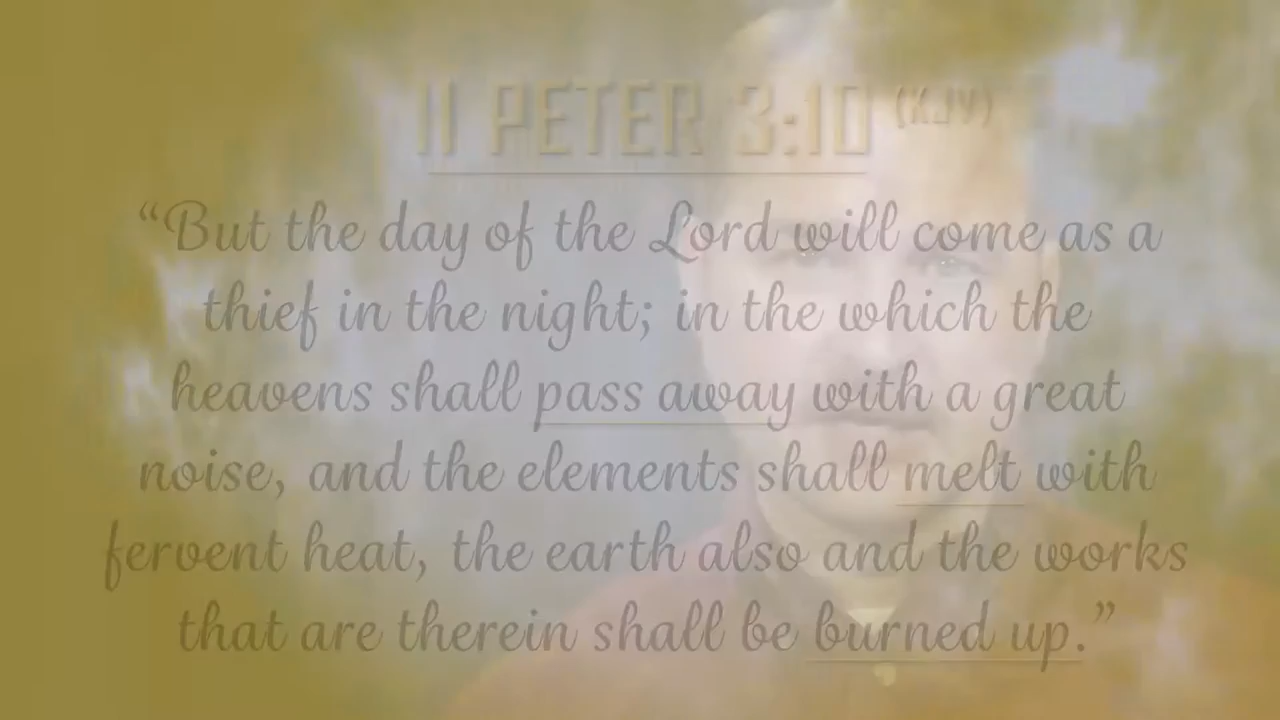 II PETER 3:10 (KJV)
“But the day of the Lord will come as a
thief in the night; in the which the
heavens shall pass away with a great
noise, and the elements shall melt with
fervent heat, the earth also and the works
that are therein shall be burned up.”